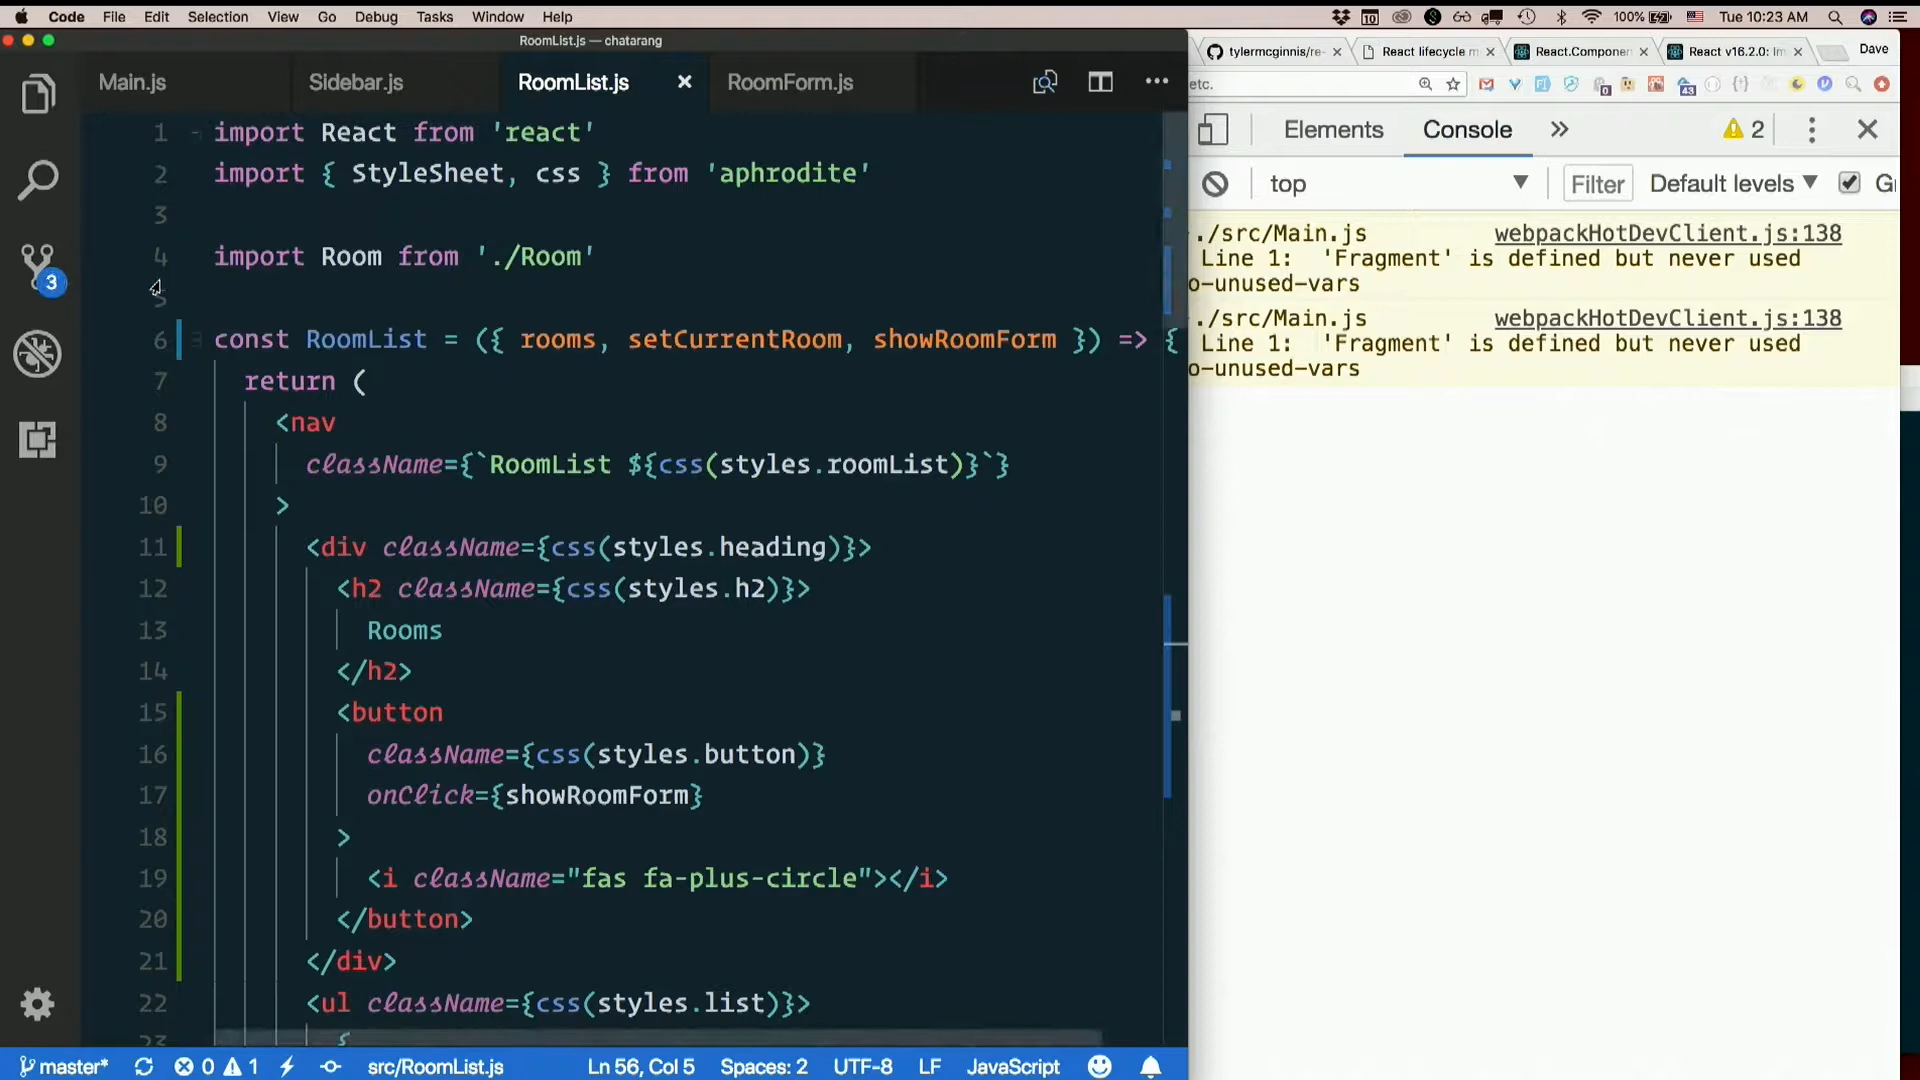 Code File Edit Selection View Go Debug Tasks Window Help
10 100% Tue 10:23 AM
RoomList.js — chatarang
tylermcginnis/re- React lifecycle m React.Componen React v16.2.0: Im Dave
etc. 0 43
Main.js Sidebar.js RoomList.js RoomForm.js
Elements Console 2
top Filter Default levels
3
1 import React from 'react'
2 import { StyleSheet, css } from 'aphrodite'
3
4 import Room from './Room'
5
6 const RoomList = ({ rooms, setCurrentRoom, showRoomForm }) => {
7 return (
8 <nav
9 className={`RoomList ${css(styles.roomList)}`}
10 >
11 <div className={css(styles.heading)}>
12 <h2 className={css(styles.h2)}>
13 Rooms
14 </h2>
15 <button
16 className={css(styles.button)}
17 onClick={showRoomForm}
18 >
19 <i className="fas fa-plus-circle"></i>
20 </button>
21 </div>
22 <ul className={css(styles.list)}>
23 {
./src/Main.js webpackHotDevClient.js:138
Line 1: 'Fragment' is defined but never used
o-unused-vars
./src/Main.js webpackHotDevClient.js:138
Line 1: 'Fragment' is defined but never used
o-unused-vars
master* 0 1 src/RoomList.js Ln 56, Col 5 Spaces: 2 UTF-8 LF JavaScript